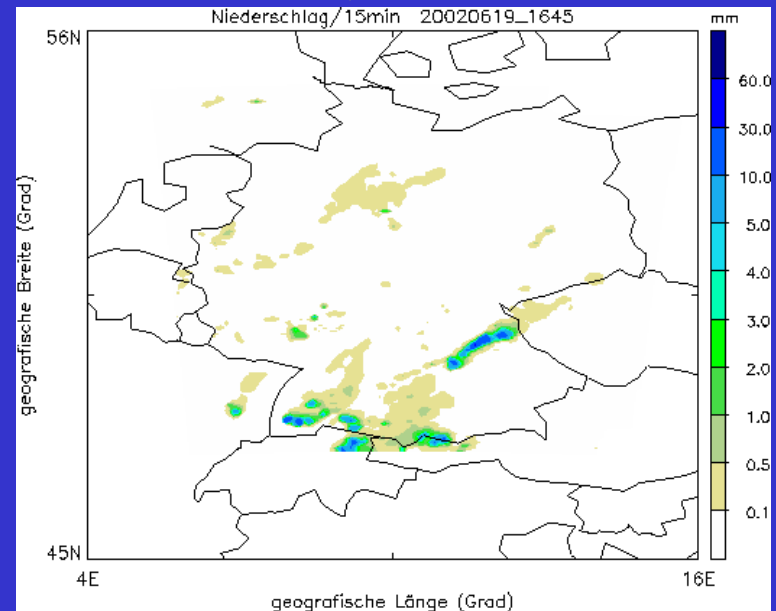 Niederschlag/15min 20020619_1645
mm
56N
60.0
30.0
10.0
5.0
4.0
3.0
2.0
1.0
0.5
0.1
geografische Breite (Grad)
45N
4E
16E
geografische Länge (Grad)